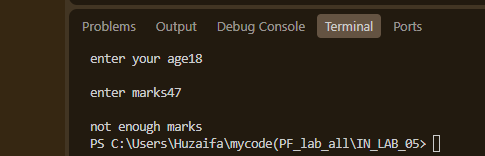 Problems Output Debug Console Terminal Ports
enter your age18
enter marks47
not enough marks
PS C:\Users\Huzaifa\mycode(PF_lab_all\IN_LAB_05>